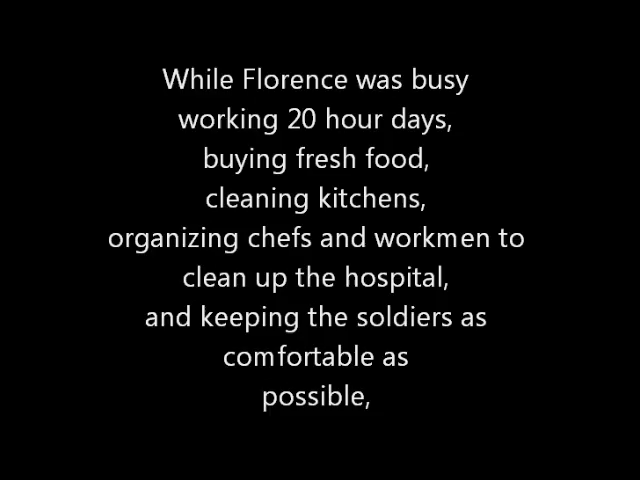 While Florence was busy
working 20 hour days,
buying fresh food,
cleaning kitchens,
organizing chefs and workmen to
clean up the hospital,
and keeping the soldiers as
comfortable as
possible,